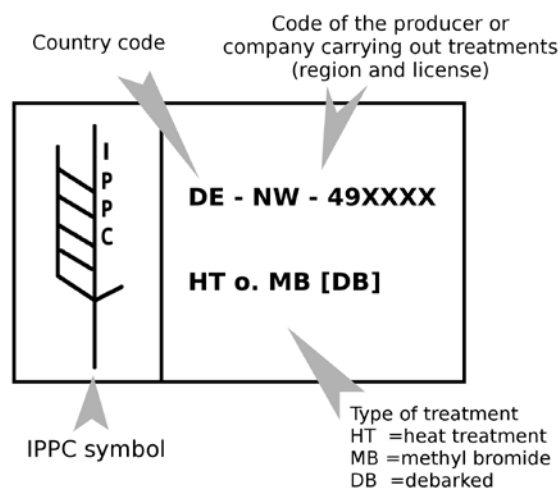 Country code
Code of the producer or
company carrying out treatments
(region and license)
I
P
P
C
DE - NW - 49XXXX
HT o. MB [DB]
IPPC symbol
Type of treatment
HT =heat treatment
MB =methyl bromide
DB =debarked